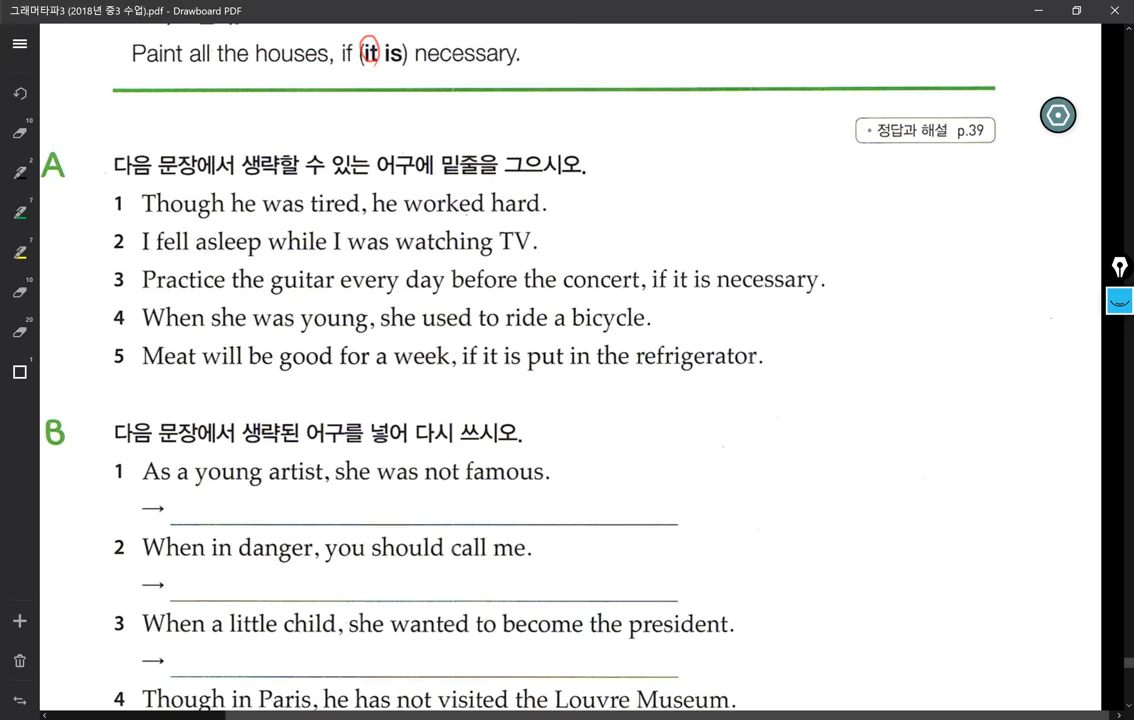 그래머타파3 (2018년 중3 수업).pdf - Drawboard PDF
Paint all the houses, if (it is) necessary.
• 정답과 해설 p.39
A 다음 문장에서 생략할 수 있는 어구에 밑줄을 그으시오.
1 Though he was tired, he worked hard.
2 I fell asleep while I was watching TV.
3 Practice the guitar every day before the concert, if it is necessary.
4 When she was young, she used to ride a bicycle.
5 Meat will be good for a week, if it is put in the refrigerator.
B 다음 문장에서 생략된 어구를 넣어 다시 쓰시오.
1 As a young artist, she was not famous.
→
2 When in danger, you should call me.
→
3 When a little child, she wanted to become the president.
→
4 Though in Paris, he has not visited the Louvre Museum.
10
2
7
7
10
20
1